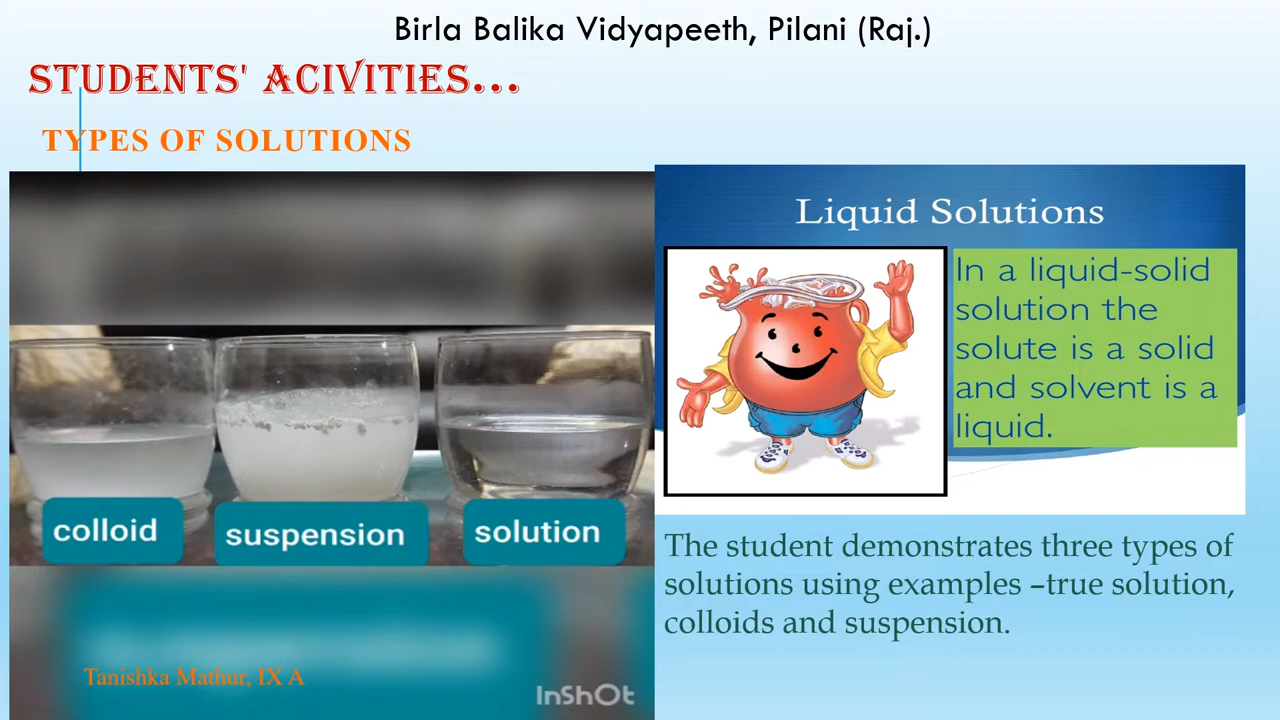 Birla Balika Vidyapeeth, Pilani (Raj.)
STUDENTS' ACIVITIES...
TYPES OF SOLUTIONS
colloid
suspension
solution
Tanishka Mathur, IX A
InShOt
Liquid Solutions
In a liquid-solid
solution the
solute is a solid
and solvent is a
liquid.
The student demonstrates three types of
solutions using examples –true solution,
colloids and suspension.